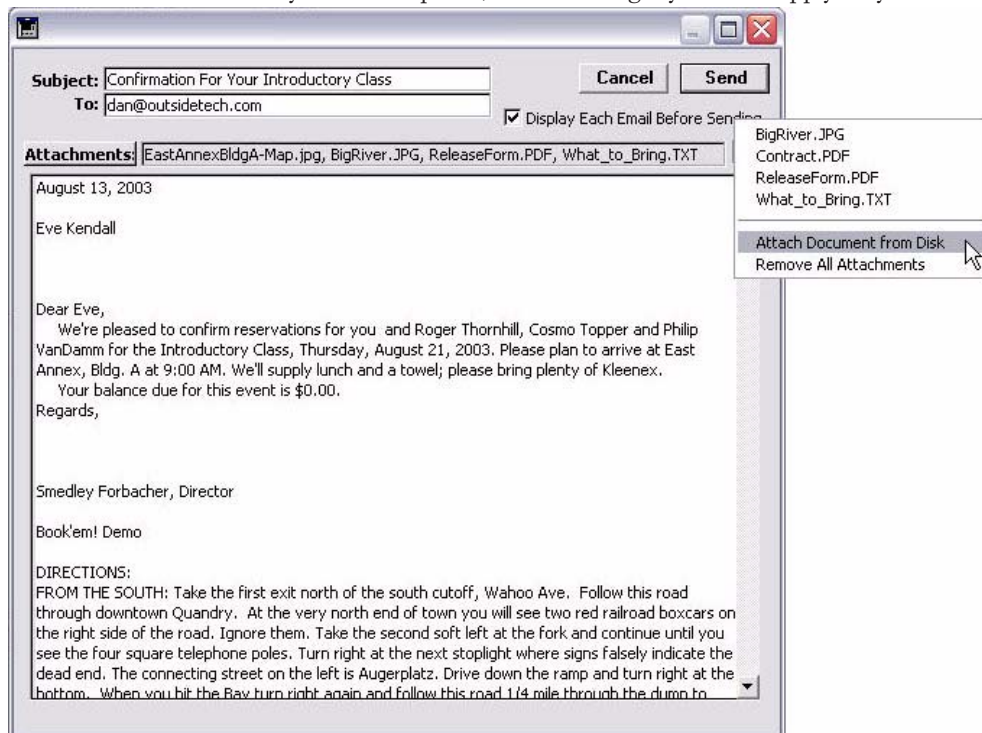 Subject: Confirmation For Your Introductory Class
Cancel Send
To: dan@outsidetech.com
Display Each Email Before Sending
Attachments: EastAnnexBldgA-Map.jpg, BigRiver.JPG, ReleaseForm.PDF, What_to_Bring.TXT
BigRiver.JPG
Contract.PDF
ReleaseForm.PDF
What_to_Bring.TXT
Attach Document from Disk
Remove All Attachments
August 13, 2003
Eve Kendall
Dear Eve,
We're pleased to confirm reservations for you and Roger Thornhill, Cosmo Topper and Philip
VanDamm for the Introductory Class, Thursday, August 21, 2003. Please plan to arrive at East
Annex, Bldg. A at 9:00 AM. We'll supply lunch and a towel; please bring plenty of Kleenex.
Your balance due for this event is $0.00.
Regards,
Smedley Forbacher, Director
Book'em! Demo
DIRECTIONS:
FROM THE SOUTH: Take the first exit north of the south cutoff, Wahoo Ave. Follow this road
through downtown Quandry. At the very north end of town you will see two red railroad boxcars on
the right side of the road. Ignore them. Take the second soft left at the fork and continue until you
see the four square telephone poles. Turn right at the next stoplight where signs falsely indicate the
dead end. The connecting street on the left is Augerplatz. Drive down the ramp and turn right at the
bottom. When you hit the Bay turn right again and follow this road 1/4 mile through the dump to